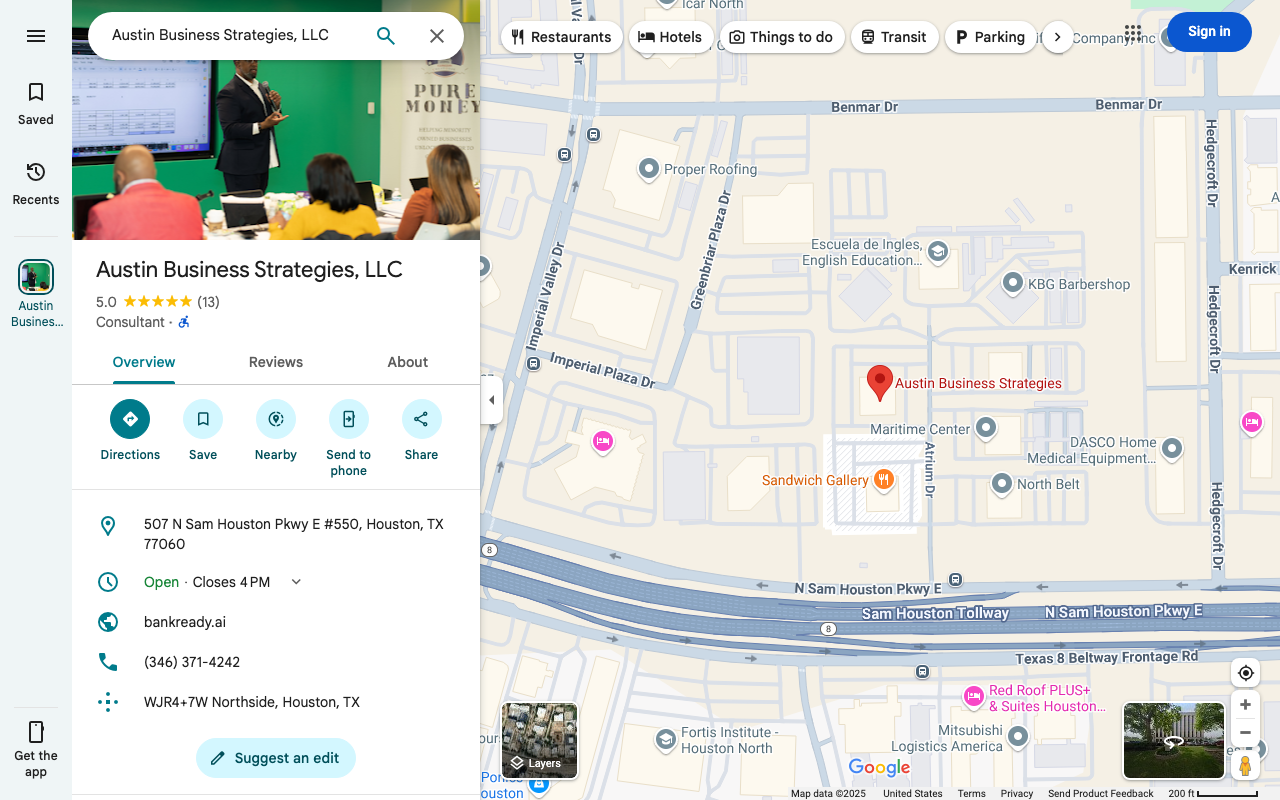 Austin Business Strategies, LLC
Saved
Recents
Austin
Busines...
Get the
app
PURE
MONEY
Austin Business Strategies, LLC
5.0
(13)
Consitant ·
Overview
Reviews
About
Directions
Save
Nearby
Send to
phone
Share
507 N Sam Houston Pkwy E #550, Houston, TX
77060
Open · Closes 4 PM
bankready.ai
(346) 371-4242
WJR4+7W Northside, Houston, TX
Suggest an edit
Restaurants
Hotels
Things to do
Transit
Parking
Sign in
Icar North
Company, Inc
Benmar Dr
Benmar Dr
Proper Roofing
Hedgecroft Dr
Greenbriar Plaza Dr
Imperial Valley Dr
Escuela de Ingles,
English Education...
KBG Barbershop
Kenrick
Hedgecroft Dr
Imperial Plaza Dr
Austin Business Strategies
Maritime Center
DASCO Home
Medical Equipment...
Atrium Dr
Sandwich Gallery
North Belt
Hedgecroft Dr
8
N Sam Houston Pkwy E
Sam Houston Tollway
N Sam Houston Pkwy E
8
Texas 8 Beltway Frontage Rd
Red Roof PLUS+
& Suites Houston...
Mitsubishi
Logistics America
Fortis Institute -
Houston North
Layers
Google
Map data ©2025
United States
Terms
Privacy
Send Product Feedback
200 ft